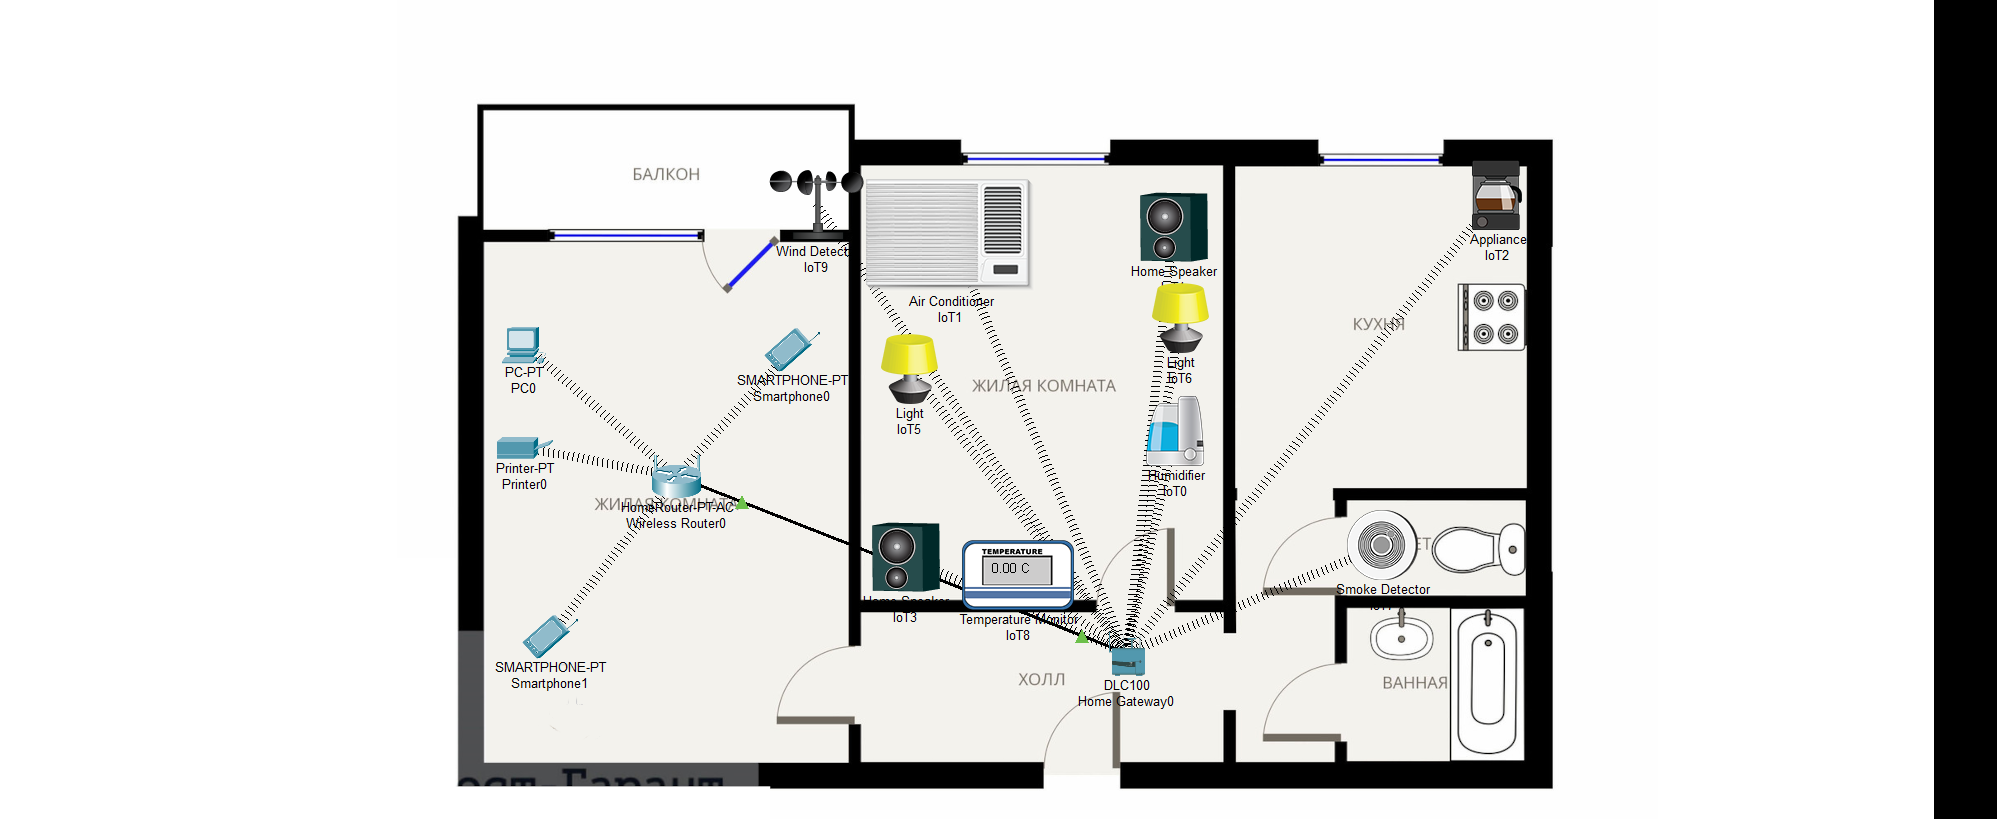 БАЛКОН
Wind Detect
IoT9
Home Speaker
Appliance
IoT2
Air Conditioner
IoT1
КУХНЯ
Light
IoT6
PC-PT
PC0
SMARTPHONE-PT
Smartphone0
ЖИЛАЯ КОМНАТА
Light
IoT5
Printer-PT
Printer0
Humidifier
IoT0
ЖИЛАЯ КОМНАТА
HomeRouter-PT-AC
Wireless Router0
TEMPERATURE
0.00 C
Smoke Detector
Home Speaker
IoT3
Temperature Monitor
IoT8
SMARTPHONE-PT
Smartphone1
ХОЛЛ
DLC100
Home Gateway0
ВАННАЯ